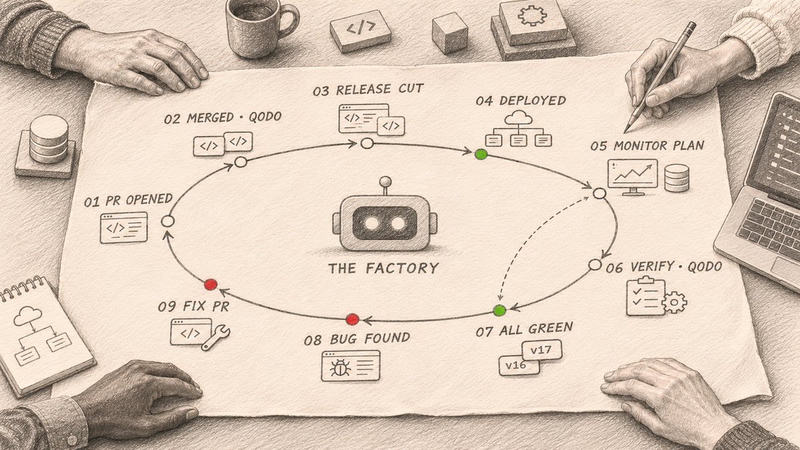 03 RELEASE CUT
02 MERGED · QODO
04 DEPLOYED
</>
</>
</>
</>
</>
05 MONITOR PLAN
01 PR OPENED
</>
THE FACTORY
06 VERIFY · QODO
09 FIX PR
</>
08 BUG FOUND
07 ALL GREEN
v17
v16